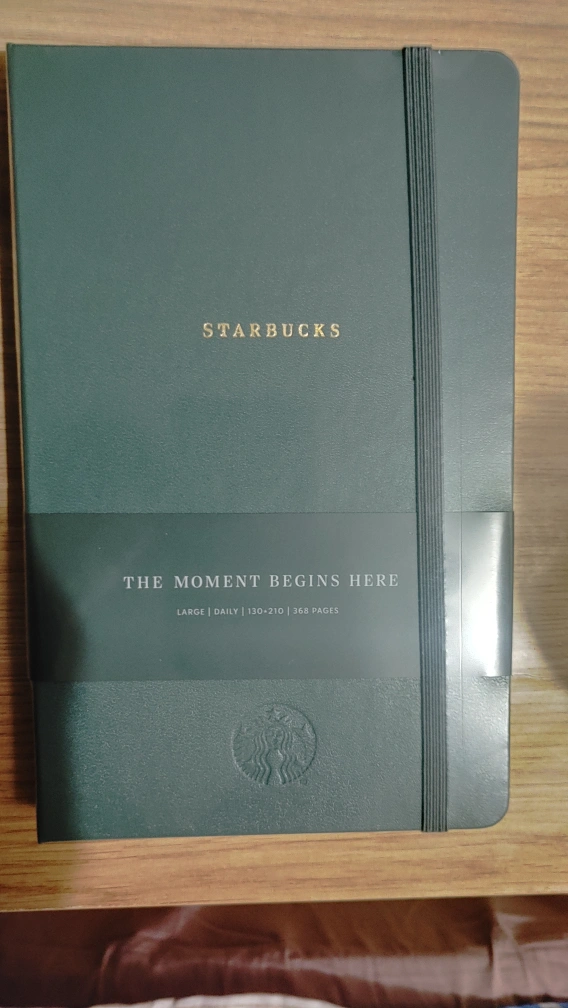 STARBUCKS
THE MOMENT BEGINS HERE
LARGE | DAILY | 130*210 | 368 PAGES